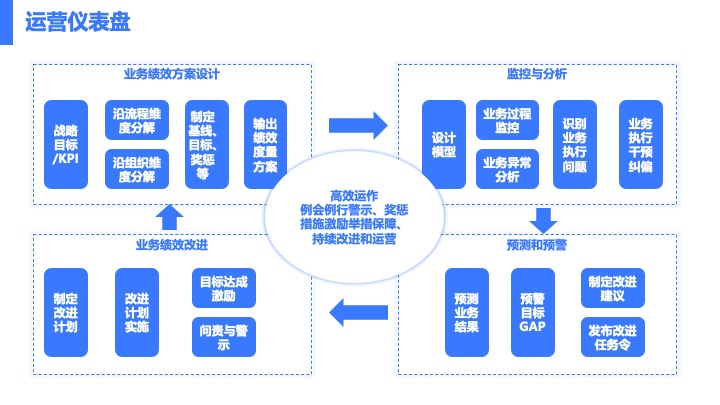 运营仪表盘
业务绩效方案设计
战略
目标
/KPI
沿流程维
度分解
沿组织维
度分解
制定
基线、
目标、
奖惩
等
输出
绩效
度量
方案
监控与分析
设计
模型
业务过程
监控
业务异常
分析
识别
业务
执行
问题
业务
执行
干预
纠偏
高效运作
例会例行警示、奖惩
措施激励举措保障、
持续改进和运营
业务绩效改进
制定
改进
计划
改进
计划
实施
目标达成
激励
问责与警
示
预测和预警
预测
业务
结果
预警
目标
GAP
制定改进
建议
发布改进
任务令